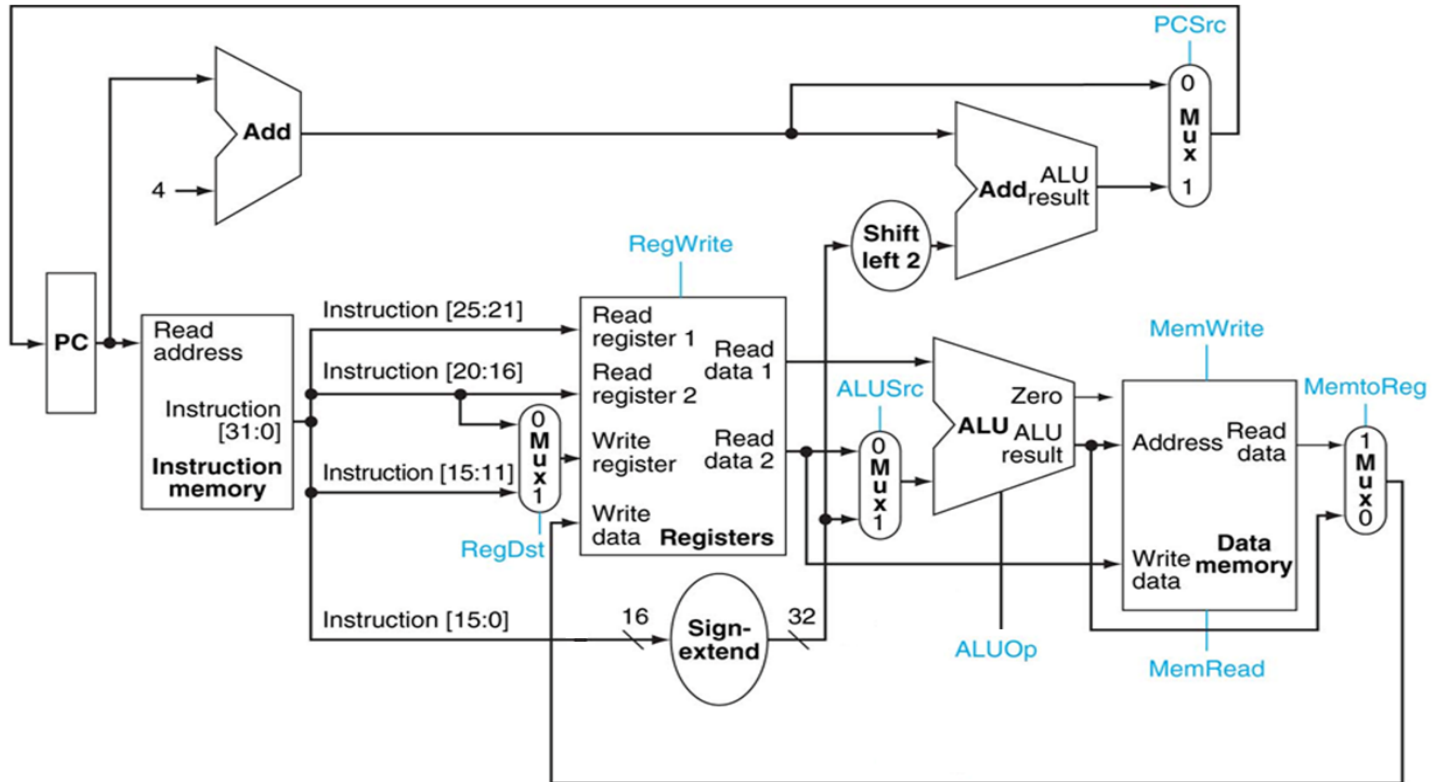 PCSrc
0
Mux
1
Add
4
Add ALU
result
Shift
left 2
RegWrite
PC
Read
address
Instruction
[31:0]
Instruction
memory
Instruction [25:21]
Instruction [20:16]
Instruction [15:11]
Instruction [15:0]
0
Mux
1
RegDst
Read
register 1
Read
register 2
Write
register
Write
data
Read
data 1
Read
data 2
Registers
16
Sign-
extend
32
ALUSrc
0
Mux
1
Zero
ALU ALU
result
ALUOp
MemWrite
Address
Read
data
Write
data
Data
memory
MemRead
MemtoReg
1
Mux
0